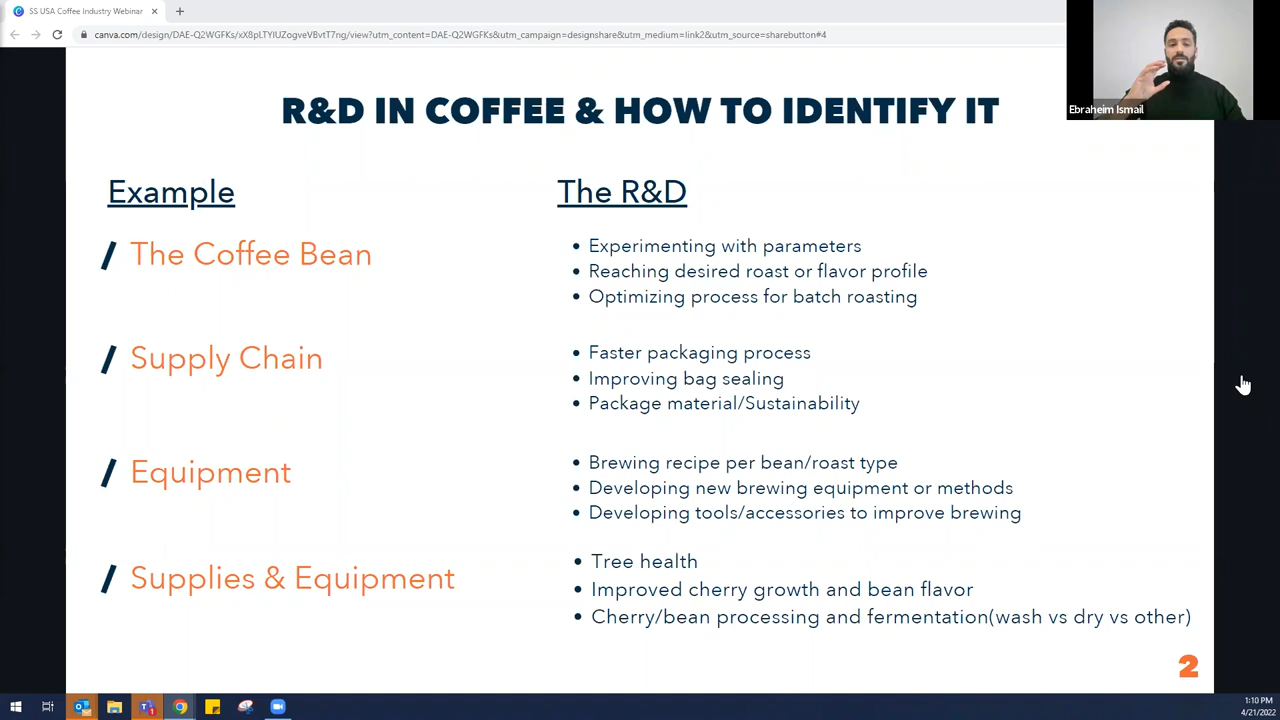 SS USA Coffee Industry Webinar
canva.com/design/DAE-Q2WGFKs/xX8pLTYIUZogveVBvtT7ng/view?utm_content=DAE-Q2WGFKs&utm_campaign=designshare&utm_medium=link2&utm_source=sharebutton#4
Ebraheim Ismail
R&D IN COFFEE & HOW TO IDENTIFY IT
Example
The R&D
/ The Coffee Bean
• Experimenting with parameters
• Reaching desired roast or flavor profile
• Optimizing process for batch roasting
/ Supply Chain
• Faster packaging process
• Improving bag sealing
• Package material/Sustainability
/ Equipment
• Brewing recipe per bean/roast type
• Developing new brewing equipment or methods
• Developing tools/accessories to improve brewing
/ Supplies & Equipment
• Tree health
• Improved cherry growth and bean flavor
• Cherry/bean processing and fermentation(wash vs dry vs other)
2
1:10 PM
4/21/2022